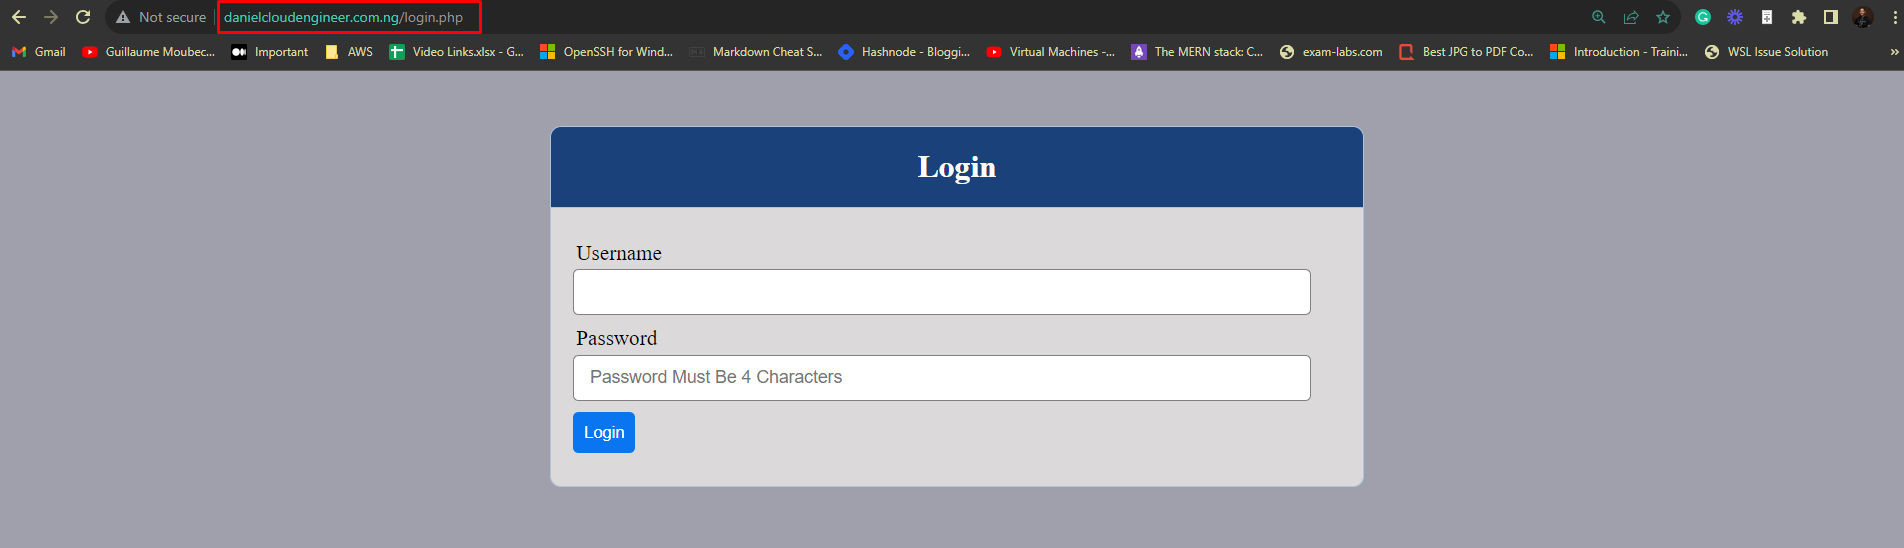 Not secure danielcloudengineer.com.ng/login.php
Gmail Guillaume Moubec... Important AWS Video Links.xlsx - G... OpenSSH for Wind... Markdown Cheat S... Hashnode - Bloggi... Virtual Machines -... The MERN stack: C... exam-labs.com Best JPG to PDF Co... Introduction - Traini... WSL Issue Solution »
Login
Username
Password
Password Must Be 4 Characters
Login